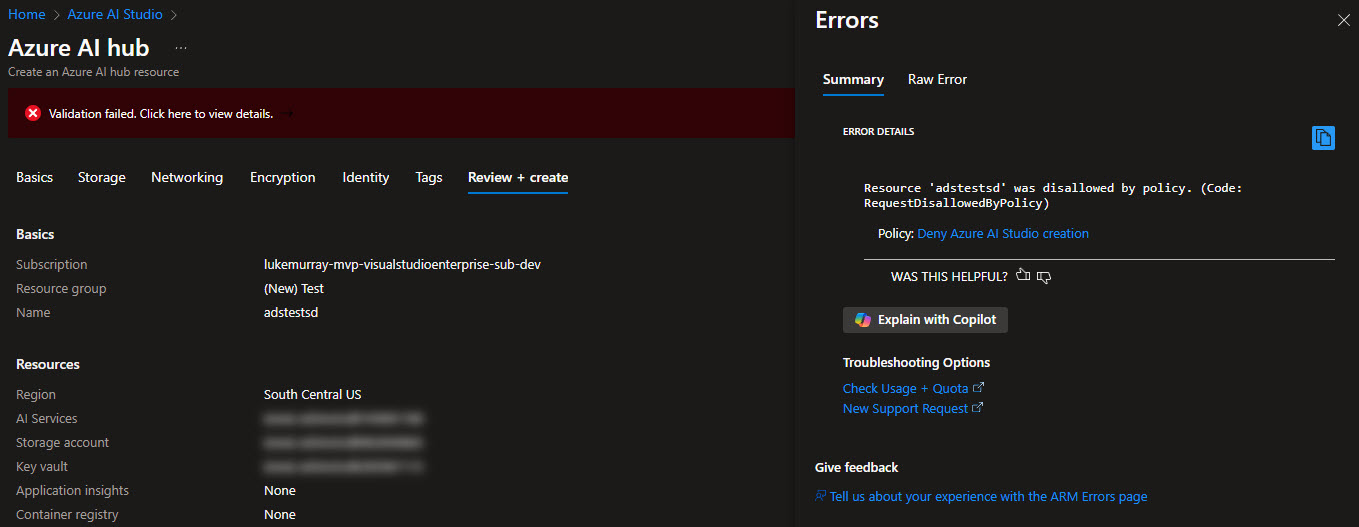 Home > Azure AI Studio >
Azure AI hub ...
Create an Azure AI hub resource
Validation failed. Click here to view details. →
Basics Storage Networking Encryption Identity Tags Review + create
Basics
Subscription lukemurray-mvp-visualstudioenterprise-sub-dev
Resource group (New) Test
Name adstestsd
Resources
Region South Central US
AI Services
Storage account
Key vault
Application insights None
Container registry None
Errors
Summary Raw Error
ERROR DETAILS
Resource 'adstestsd' was disallowed by policy. (Code:
RequestDisallowedByPolicy)
Policy: Deny Azure AI Studio creation
WAS THIS HELPFUL?
Explain with Copilot
Troubleshooting Options
Check Usage + Quota
New Support Request
Give feedback
Tell us about your experience with the ARM Errors page